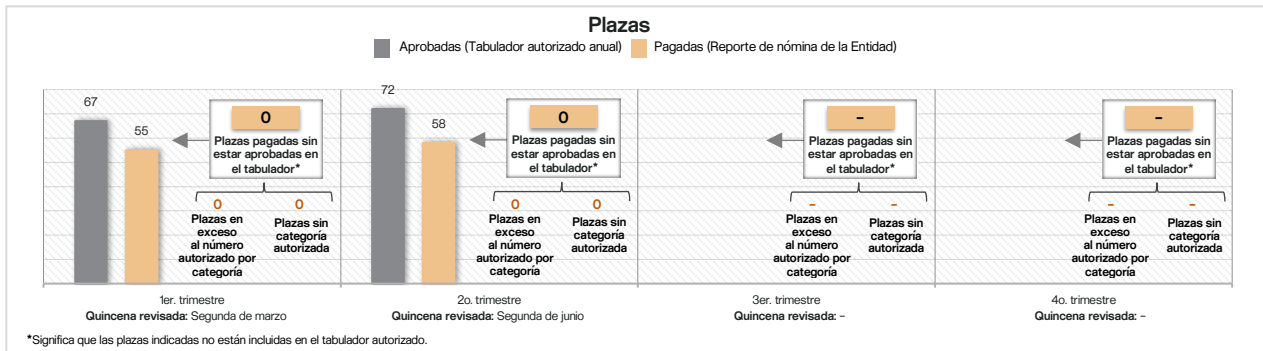 Plazas
Aprobadas (Tabulador autorizado anual)
Pagadas (Reporte de nómina de la Entidad)
67
55
0
Plazas pagadas sin
estar aprobadas en
el tabulador*
0
0
Plazas en
exceso
al número
autorizado por
categoría
Plazas sin
categoría
autorizada
1er. trimestre
Quincena revisada: Segunda de marzo
72
58
0
Plazas pagadas sin
estar aprobadas en
el tabulador*
0
0
Plazas en
exceso
al número
autorizado por
categoría
Plazas sin
categoría
autorizada
2o. trimestre
Quincena revisada: Segunda de junio
-
Plazas pagadas sin
estar aprobadas en
el tabulador*
-
-
Plazas en
exceso
al número
autorizado por
categoría
Plazas sin
categoría
autorizada
3er. trimestre
Quincena revisada: -
-
Plazas pagadas sin
estar aprobadas en
el tabulador*
-
-
Plazas en
exceso
al número
autorizado por
categoría
Plazas sin
categoría
autorizada
4o. trimestre
Quincena revisada: -
*Significa que las plazas indicadas no están incluidas en el tabulador autorizado.